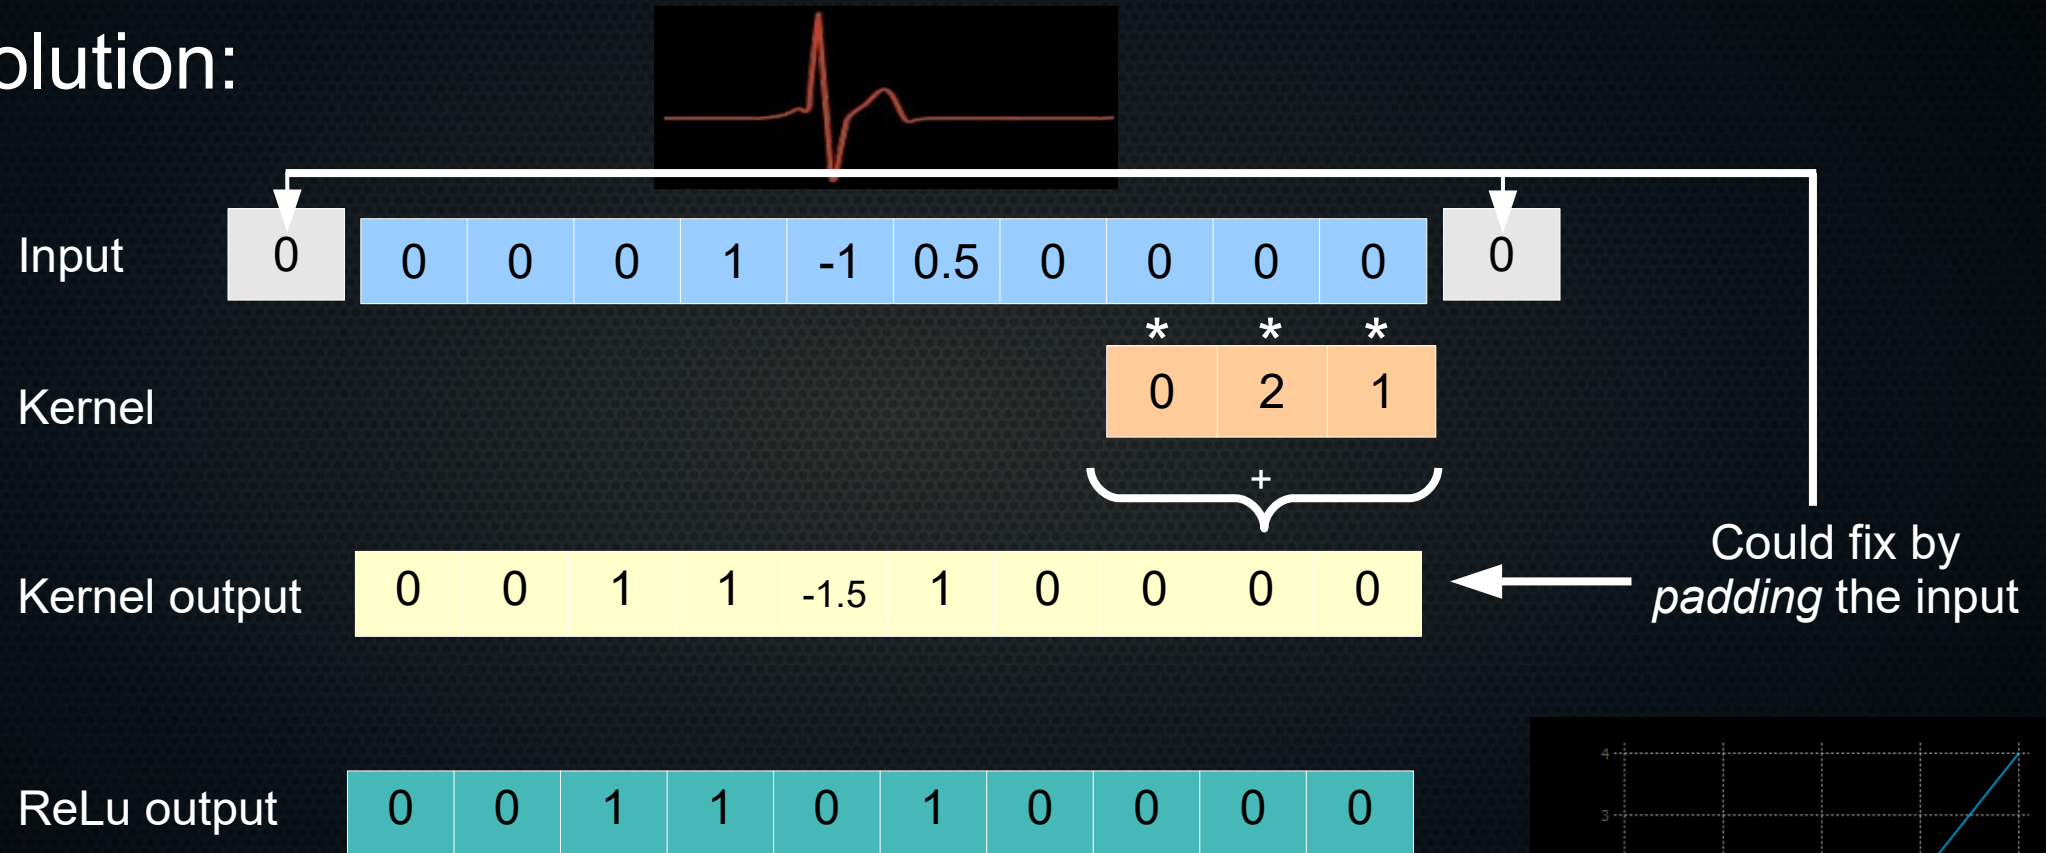 olution:
Input 0 0 0 0 1 -1 0.5 0 0 0 0 0
* * *
Kernel 0 2 1
+
Could fix by
padding the input
Kernel output 0 0 1 1 -1.5 1 0 0 0 0
ReLu output 0 0 1 1 0 1 0 0 0 0
4
3